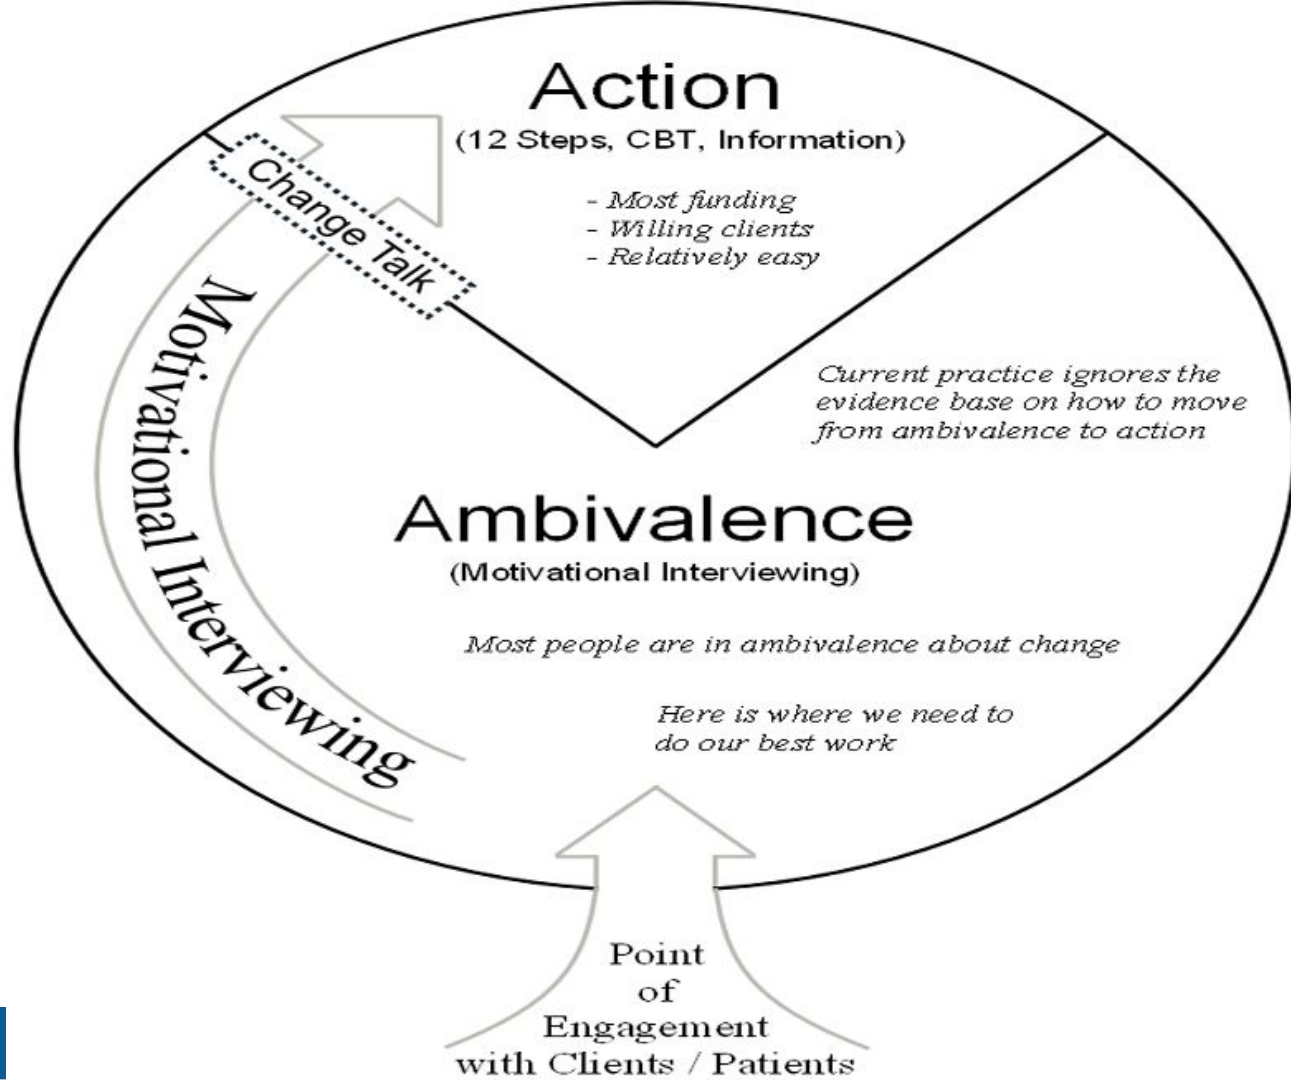 Action
(12 Steps, CBT, Information)
- Most funding
- Willing clients
- Relatively easy
Change Talk
Motivational Interviewing
Current practice ignores the
evidence base on how to move
from ambivalence to action
Ambivalence
(Motivational Interviewing)
Most people are in ambivalence about change
Here is where we need to
do our best work
Point
of
Engagement
with Clients / Patients